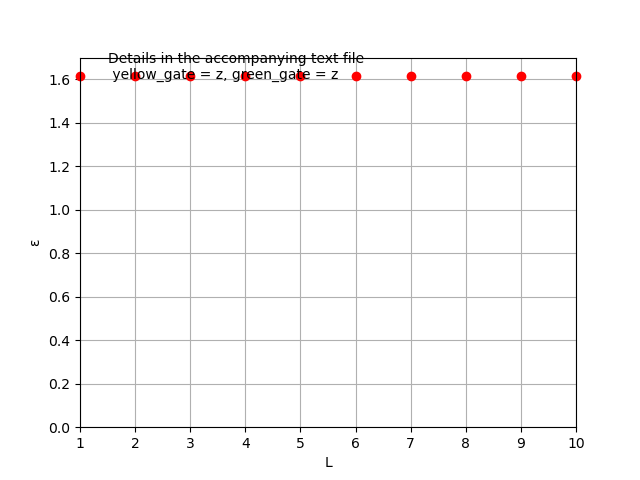 Details in the accompanying text file
yellow_gate = z, green_gate = z
1.6
1.4
1.2
1.0
0.8
0.6
0.4
0.2
0.0
ε
1 2 3 4 5 6 7 8 9 10
L